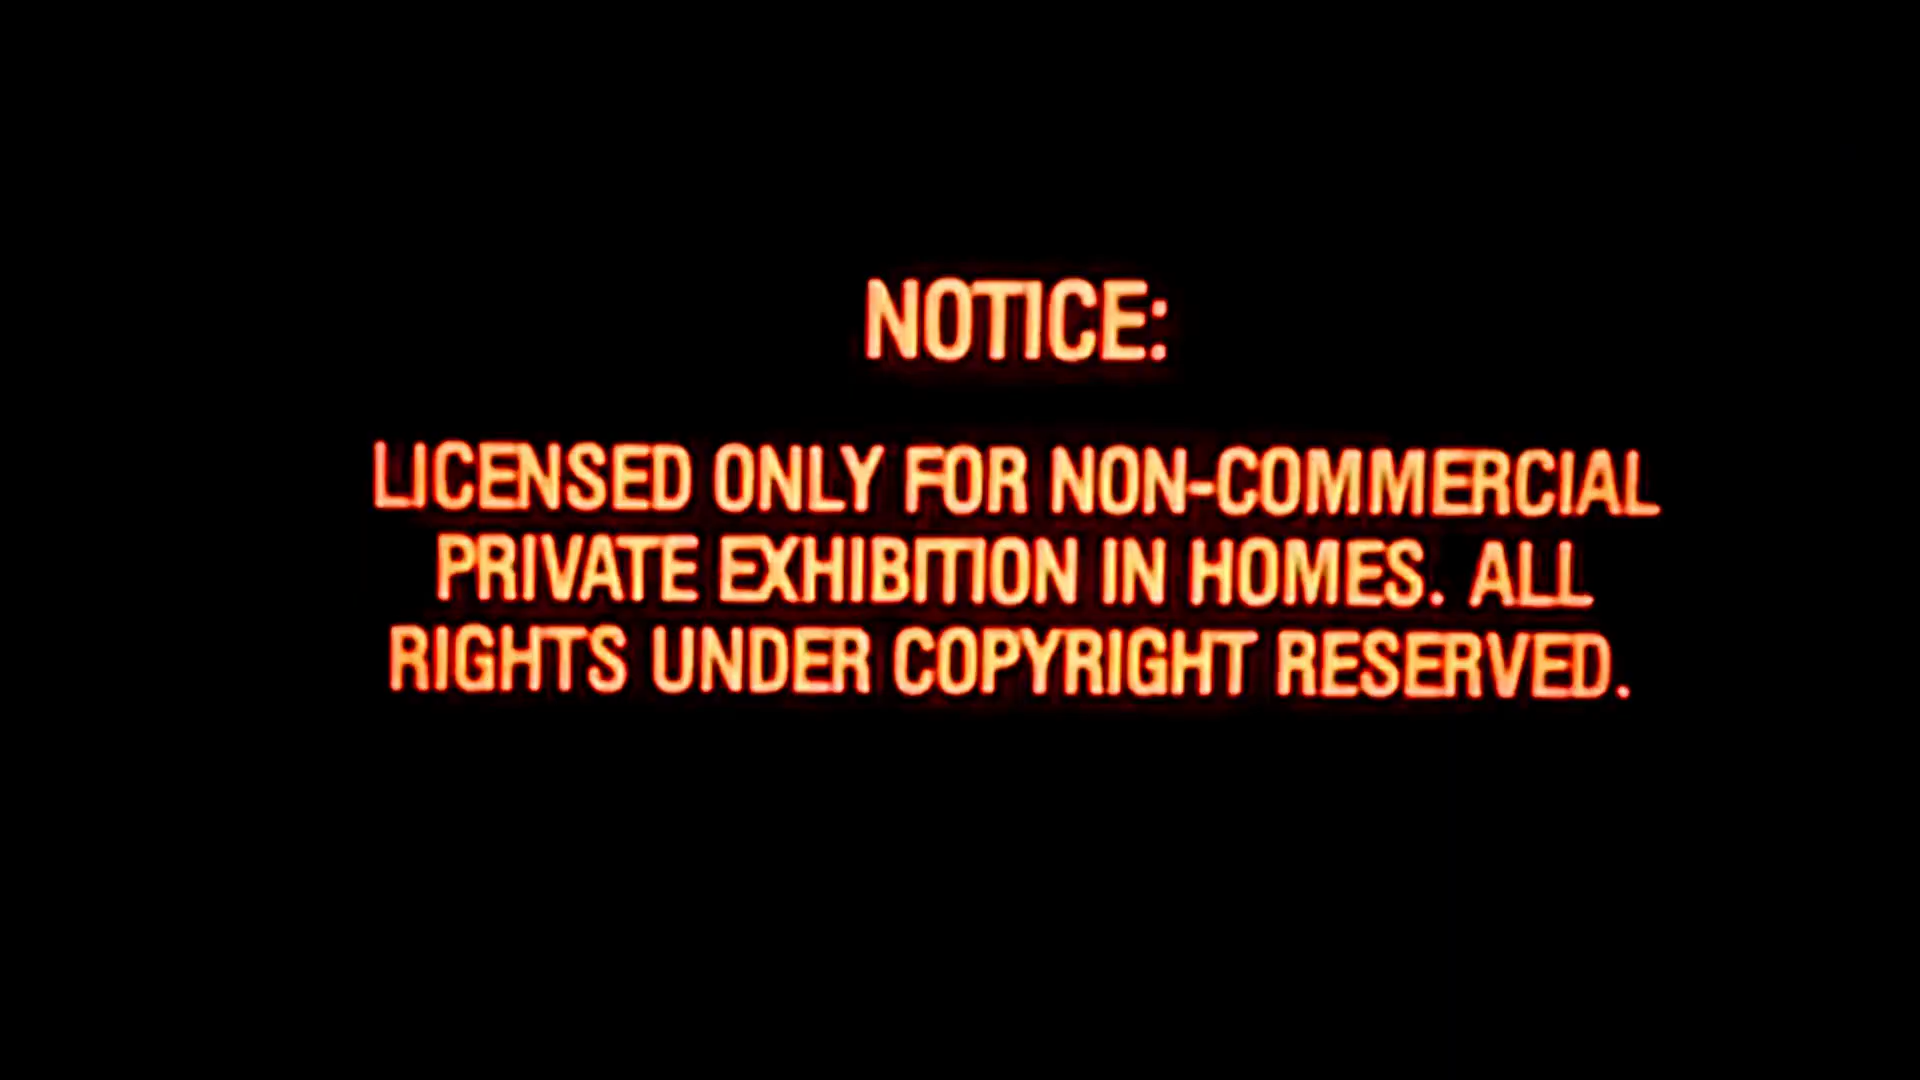 NOTICE:
LICENSED ONLY FOR NON-COMMERCIAL
PRIVATE EXHIBITION IN HOMES. ALL
RIGHTS UNDER COPYRIGHT RESERVED.